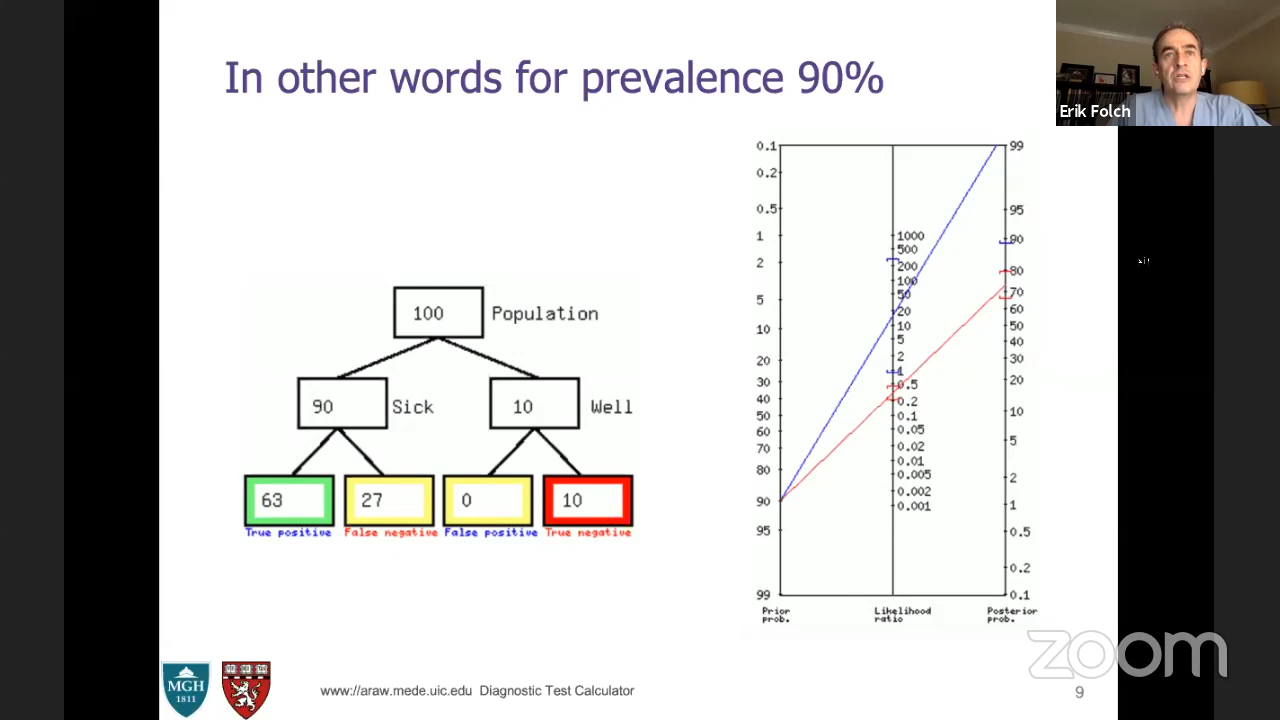 In other words for prevalence 90%
Erik Folch
100 Population
90 Sick 10 Well
63 27 0 10
True positive False negative False positive True negative
0.1 99
0.2
0.5 95
1 1000 90
2 500
200 80
100
5 50 70
20 60
10 10 50
5 40
20 2 30
30 1
40 0.5 20
50 0.2
60 0.1 10
70 0.05 5
80 0.02
0.01
0.005 2
90 0.002 1
0.001
95 0.5
0.2
99 0.1
Prior prob. Likelihood ratio Posterior prob.
zoom
MGH
1811
www://araw.mede.uic.edu Diagnostic Test Calculator
9